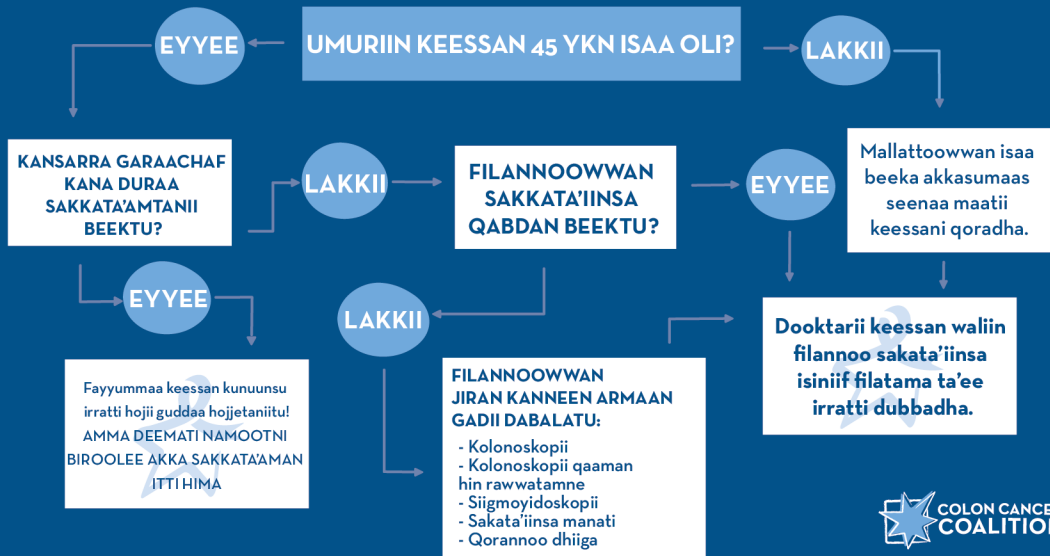 UMURIIN KEESSAN 45 YKN ISAA OLI?
EYYEE
LAKKII
KANSARRA GARAACHAF
KANA DURAA
SAKKATA'AMTANII
BEEKTU?
LAKKII
FILANNOOWWAN
SAKKATA'IINSA
QABDAN BEEKTU?
EYYEE
Mallattoowwan isaa
beeka akkasumaas
seenaa maatii
keessani qoradha.
EYYEE
LAKKII
Fayyummaa keessan kunuunsu
irratti hojii guddaa hojjetaniitu!
AMMA DEEMATI NAMOOTNI
BIROOLEE AKKA SAKKATA'AMAN
ITTI HIMA
FILANNOOWWAN
JIRAN KANNEEN ARMAAN
GADII DABALATU:
- Kolonoskopii
- Kolonoskopii qaaman
hin rawwatamne
- Siigmoyidoskopii
- Sakata'iinsa manati
- Qorannoo dhiiga
Dooktarii keessan waliin
filannoo sakata'iinsa
isiniif filatama ta'ee
irratti dubbadha.
COLON CANCE
COALITIO